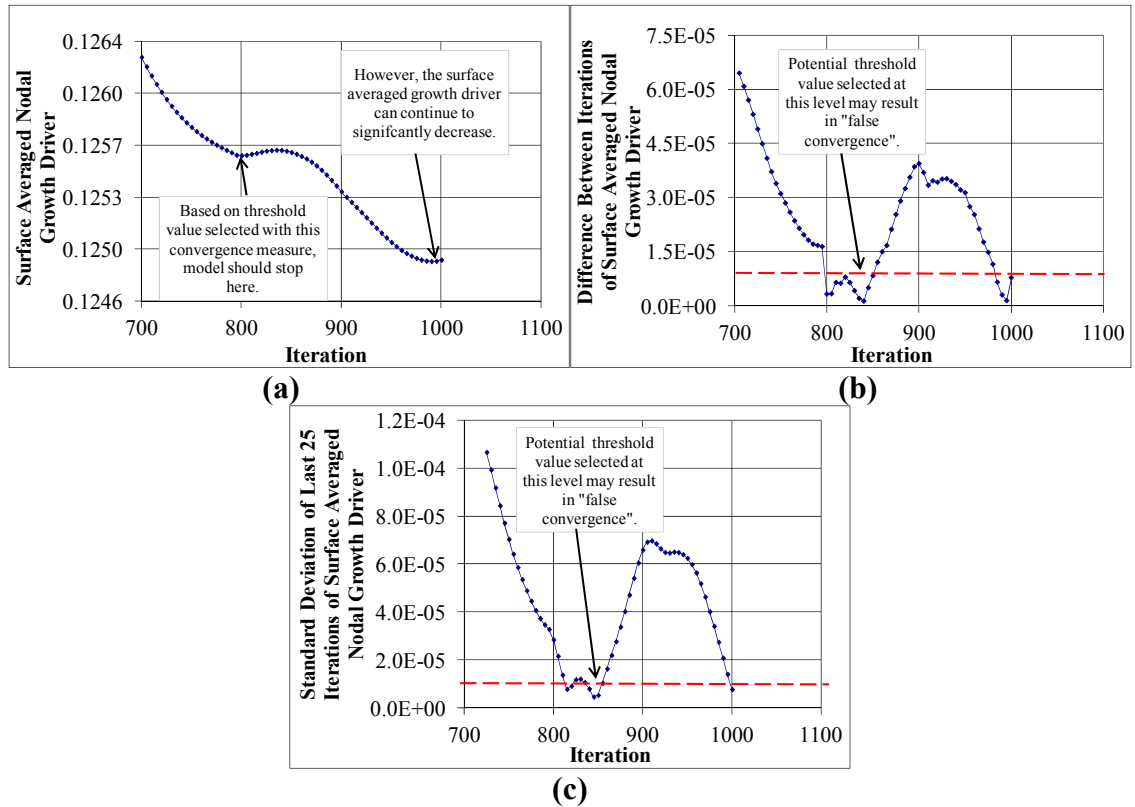 Surface Averaged Nodal
Growth Driver
0.1264
0.1260
0.1257
0.1253
0.1250
0.1246
700
800
900
1000
1100
Iteration
However, the surface
averaged growth driver
can continue to
signifcantly decrease.
Based on threshold
value selected with this
convergence measure,
model should stop
here.
(a)
Difference Between Iterations
of Surface Averaged Nodal
Growth Driver
7.5E-05
6.0E-05
4.5E-05
3.0E-05
1.5E-05
0.0E+00
700
800
900
1000
1100
Iteration
Potential threshold
value selected at
this level may result
in "false
convergence".
(b)
Standard Deviation of Last 25
Iterations of Surface Averaged
Nodal Growth Driver
1.2E-04
1.0E-04
8.0E-05
6.0E-05
4.0E-05
2.0E-05
0.0E+00
700
800
900
1000
1100
Iteration
Potential threshold
value selected at
this level may result
in "false
convergence".
(c)